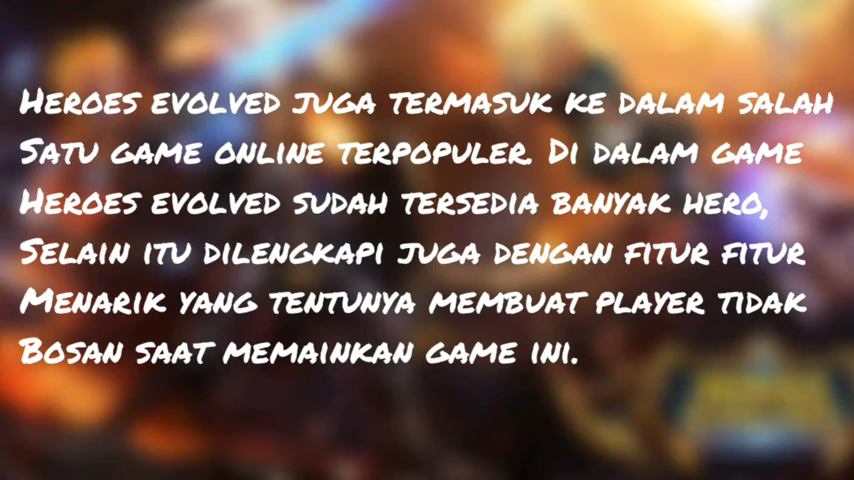 Heroes evolved juga termasuk ke dalam salah
Satu game online terpopuler. Di dalam game
Heroes evolved sudah tersedia banyak hero,
Selain itu dilengkapi juga dengan fitur fitur
Menarik yang tentunya membuat player tidak
Bosan saat memainkan game ini.